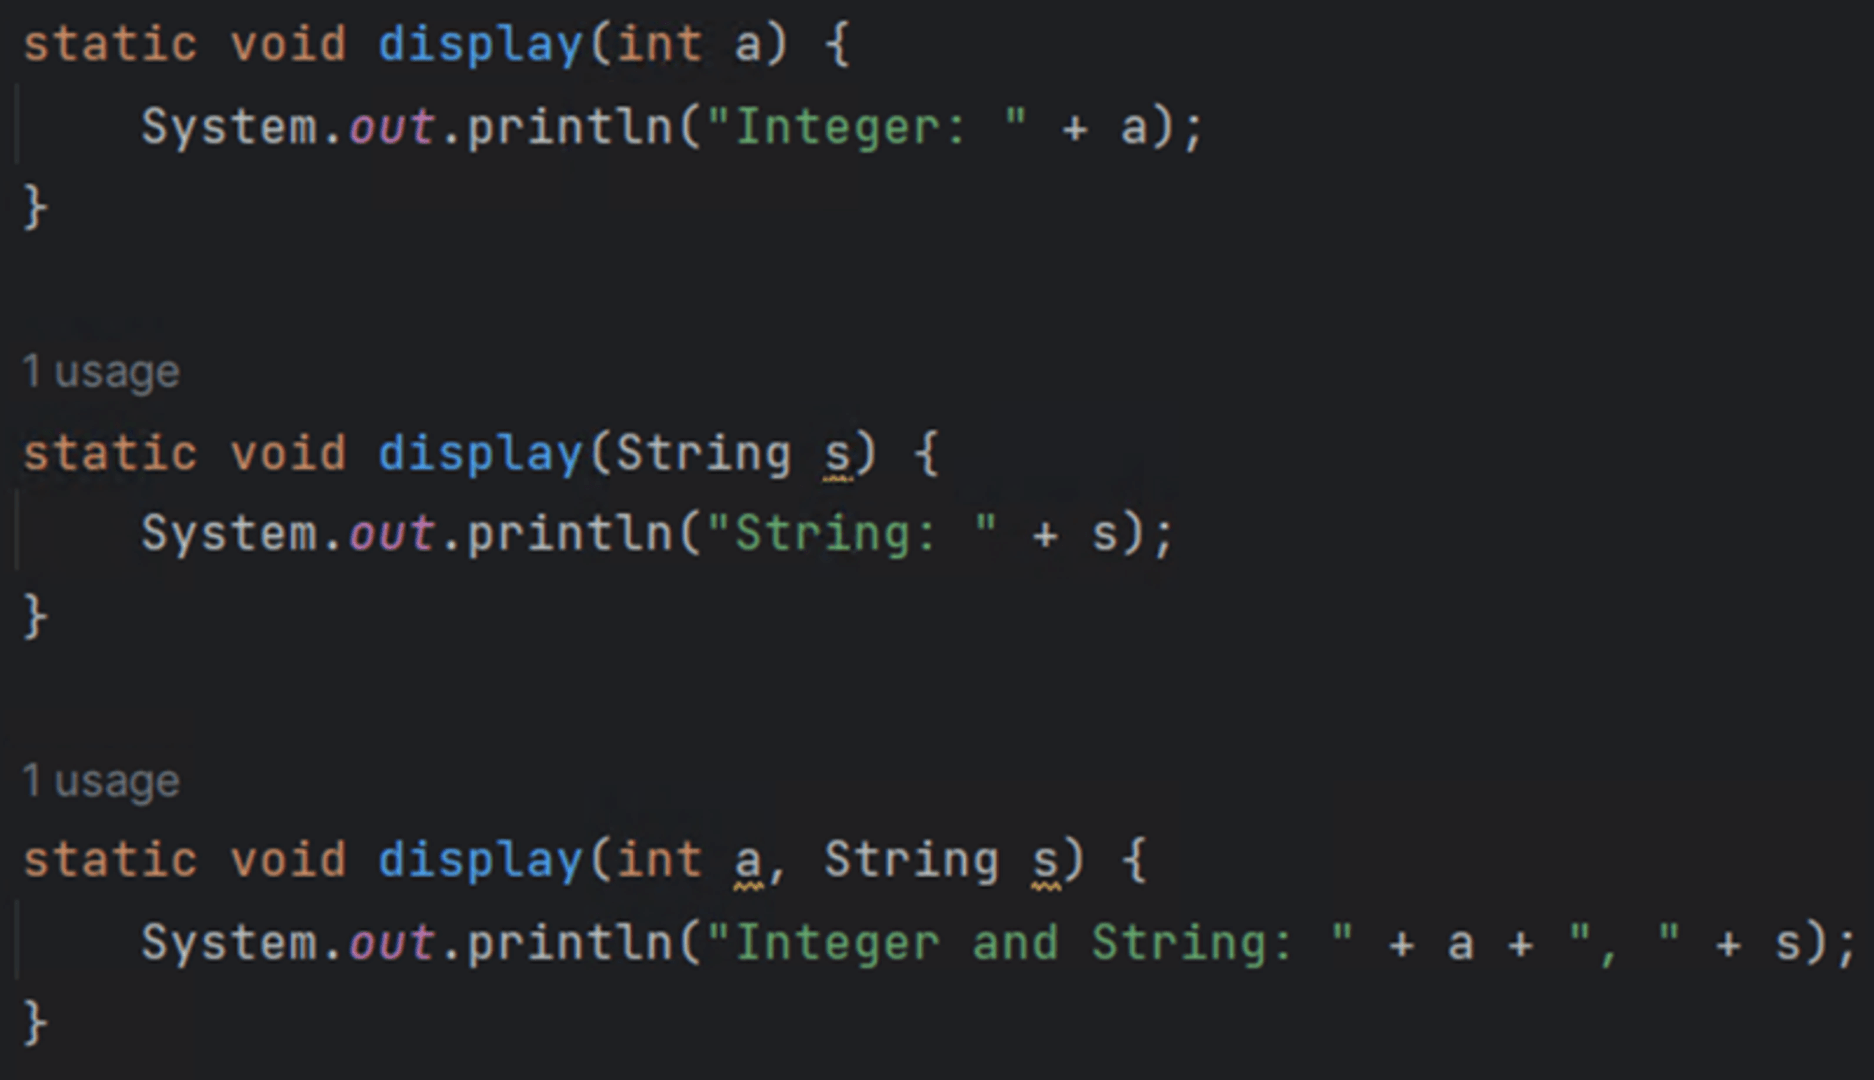 static void display(int a) {
    System.out.println("Integer: " + a);
}
1 usage
static void display(String s) {
    System.out.println("String: " + s);
}
1 usage
static void display(int a, String s) {
    System.out.println("Integer and String: " + a + ", " + s);
}